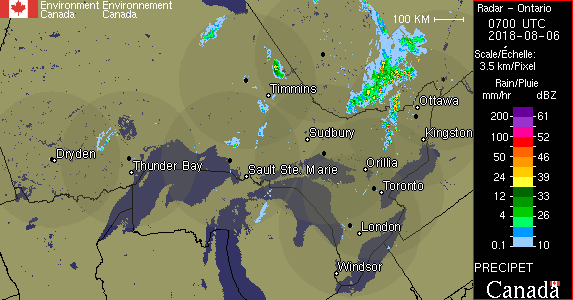 Environment Environnement
Canada Canada
100 KM
Timmins
Ottawa
Sudbury
Kingston
Dryden
Thunder Bay
Sault Ste. Marie
Orillia
Toronto
London
Windsor
Radar - Ontario
0700 UTC
2018-08-06
Scale/Échelle:
3.5 km/Pixel
Rain/Pluie
mm/hr dBZ
200 61
100 57
100 52
50 46
24 39
12 33
4 26
0.1 10
PRECIPET
Canada